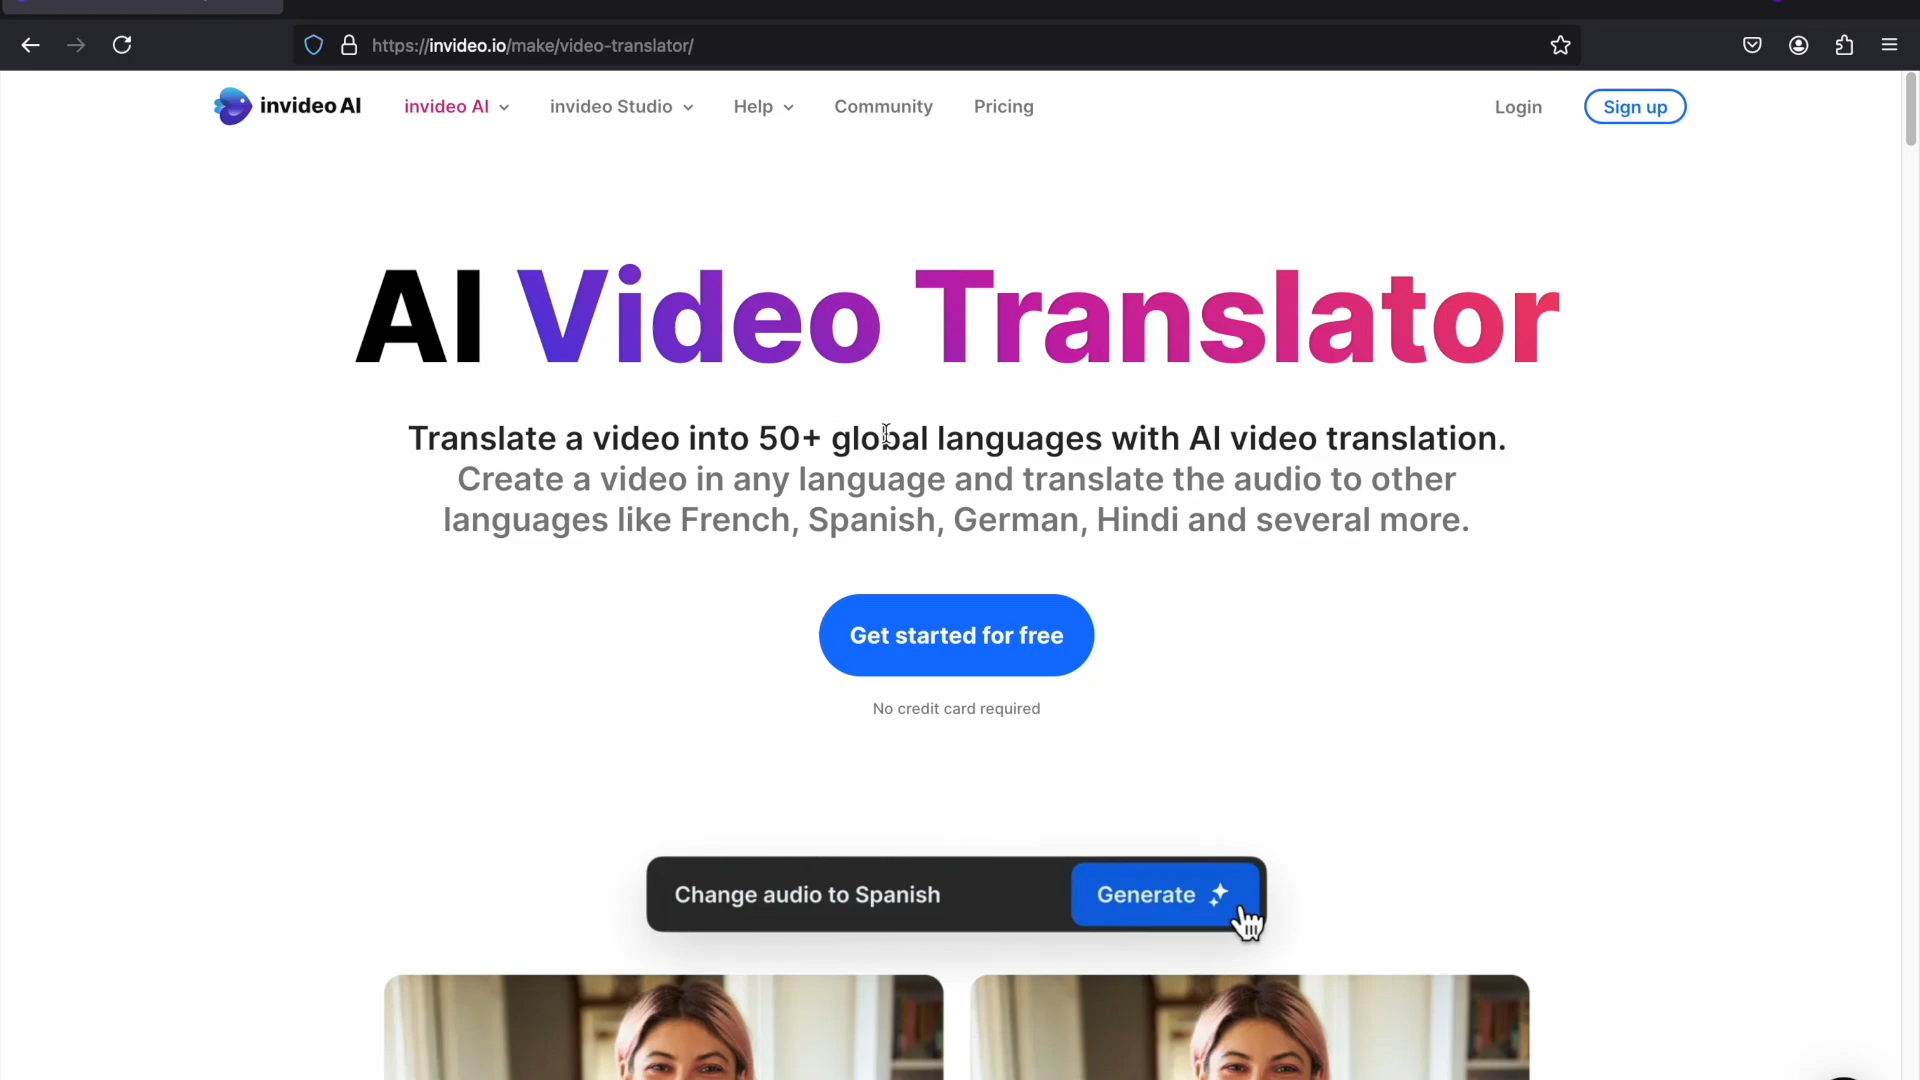 https://invideo.io/make/video-translator/
invideo AI
invideo AI
invideo Studio
Help
Community
Pricing
Login
Sign up
AI Video Translator
Translate a video into 50+ global languages with AI video translation.
Create a video in any language and translate the audio to other
languages like French, Spanish, German, Hindi and several more.
Get started for free
No credit card required
Change audio to Spanish
Generate